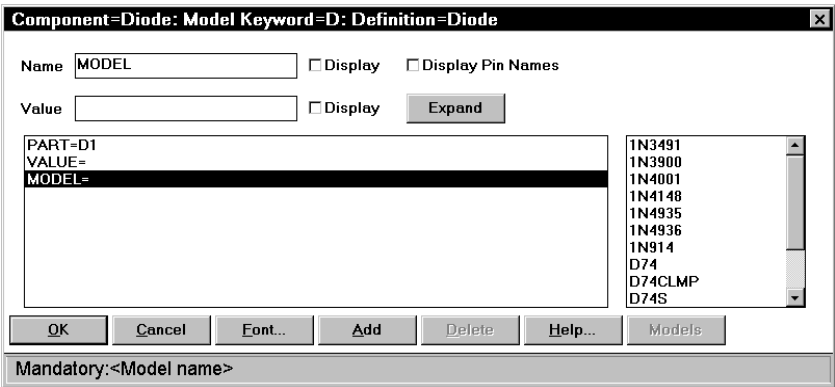 Component=Diode: Model Keyword=D: Definition=Diode
Name MODEL Display Display Pin Names
Value Display Expand
PART=D1
VALUE=
MODEL=
1N3491
1N3900
1N4001
1N4148
1N4935
1N4936
1N914
D74
D74CLMP
D74S
OK Cancel Font... Add Delete Help... Models
Mandatory:<Model name>